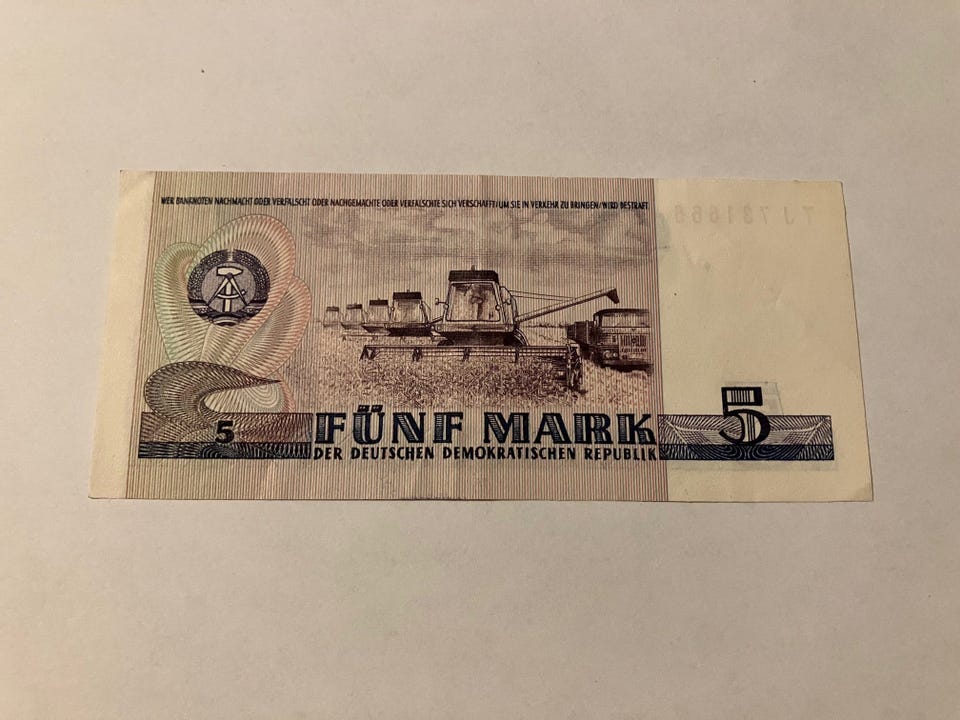 WER BANKNOTEN NACHMACHT ODER VERFÄLSCHT ODER NACHGEMACHTE ODER VERFÄLSCHTE SICH VERSCHAFFT/UM SIE IN VERKEHR ZU BRINGEN/WIRD BESTRAFT
5
FÜNF MARK
DER DEUTSCHEN DEMOKRATISCHEN REPUBLIK
5